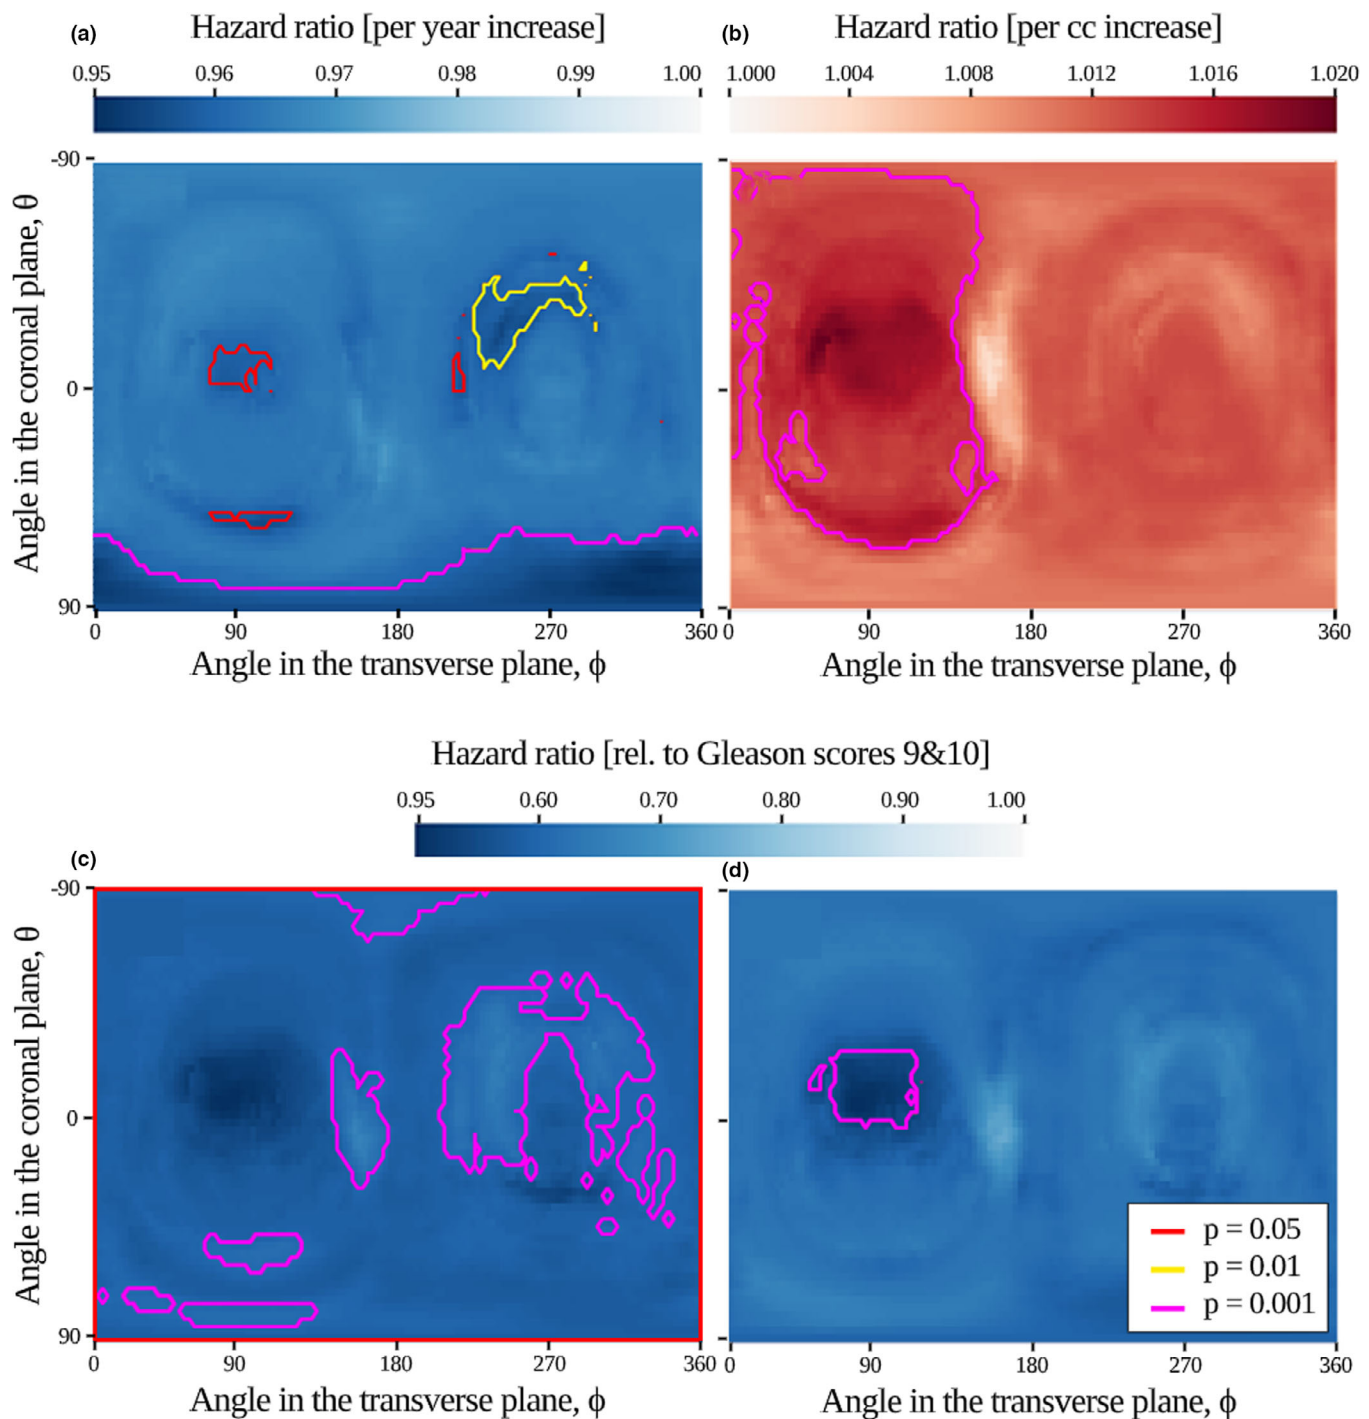 (a)
Hazard ratio [per year increase]
0.95 0.96 0.97 0.98 0.99 1.00
(b)
Hazard ratio [per cc increase]
1.000 1.004 1.008 1.012 1.016 1.020
Angle in the coronal plane, θ
-90
0
90
0 90 180 270 360
Angle in the transverse plane, ϕ
0 90 180 270 360
Angle in the transverse plane, ϕ
Hazard ratio [rel. to Gleason scores 9&10]
0.95 0.60 0.70 0.80 0.90 1.00
(c)
(d)
Angle in the coronal plane, θ
-90
0
90
0 90 180 270 360
Angle in the transverse plane, ϕ
p = 0.05
p = 0.01
p = 0.001
0 90 180 270 360
Angle in the transverse plane, ϕ